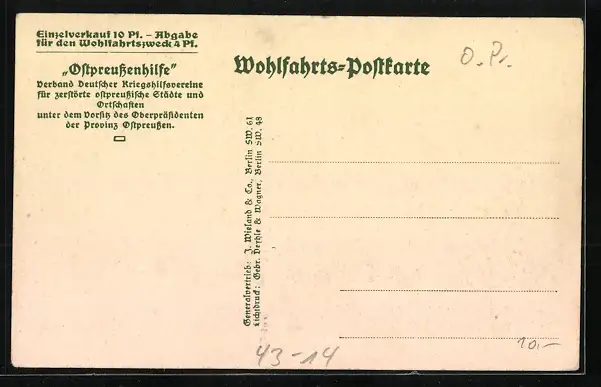 Einzelverkauf 10 Pf. – Abgabe
für den Wohlfahrtszweck 4 Pf.
„Ostpreußenhilfe"
Verband Deutscher Kriegshilfsvereine
für zerstörte ostpreußische Städte und
Ortschaften
unter dem Vorsitz des Oberpräsidenten
der Provinz Ostpreußen.
Wohlfahrts-Postkarte
O. Pr.
Generalvertrieb: J. Wieland & Co., Berlin SW. 61
Lichtdruck: Gebr. Deyhle & Wagner, Berlin SW. 48
43-14
10.-